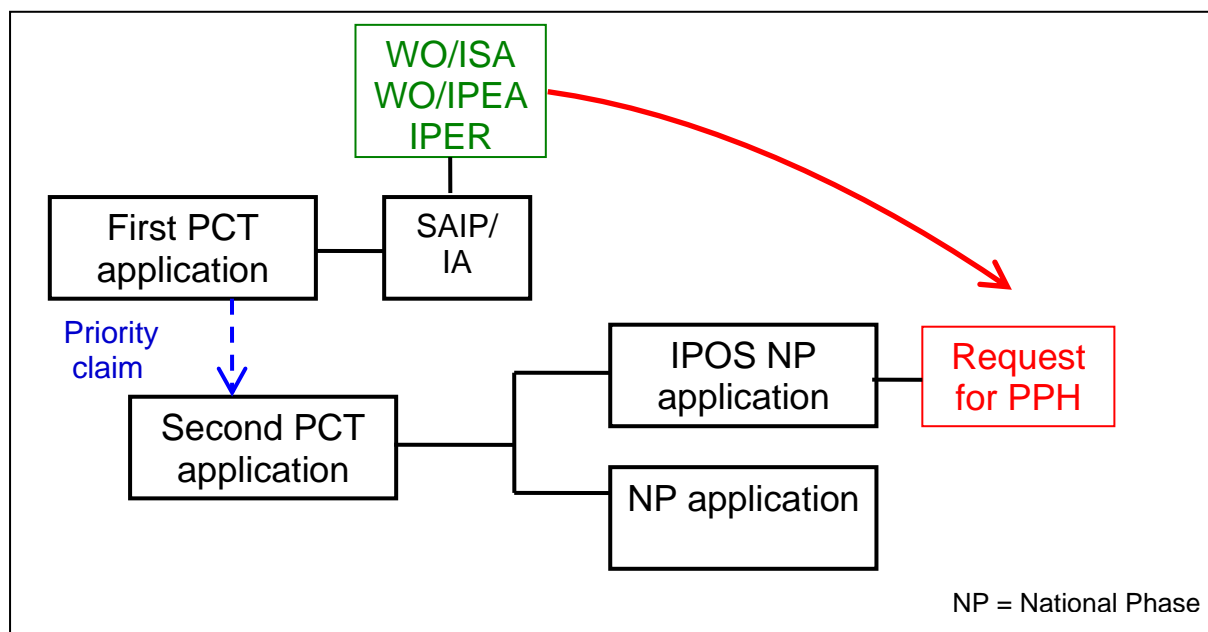 WO/ISA
WO/IPEA
IPER
First PCT
application
SAIP/
IA
Priority
claim
Second PCT
application
IPOS NP
application
Request
for PPH
NP application
NP = National Phase